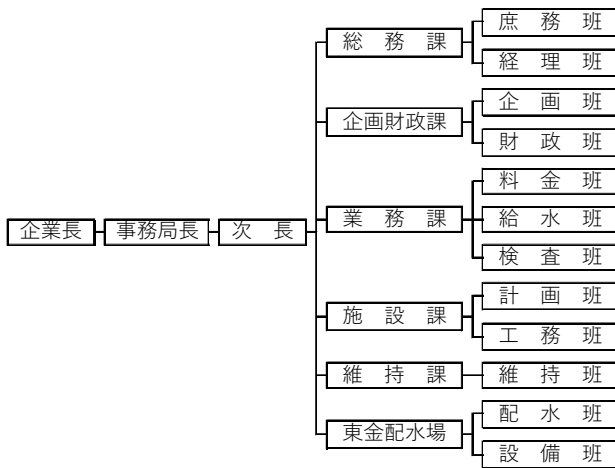 企業長
事務局長
次　長
総　務　課
庶　務　班
経　理　班
企画財政課
企　画　班
財　政　班
業　務　課
料　金　班
給　水　班
検　査　班
施　設　課
計　画　班
工　務　班
維　持　課
維　持　班
東金配水場
配　水　班
設　備　班